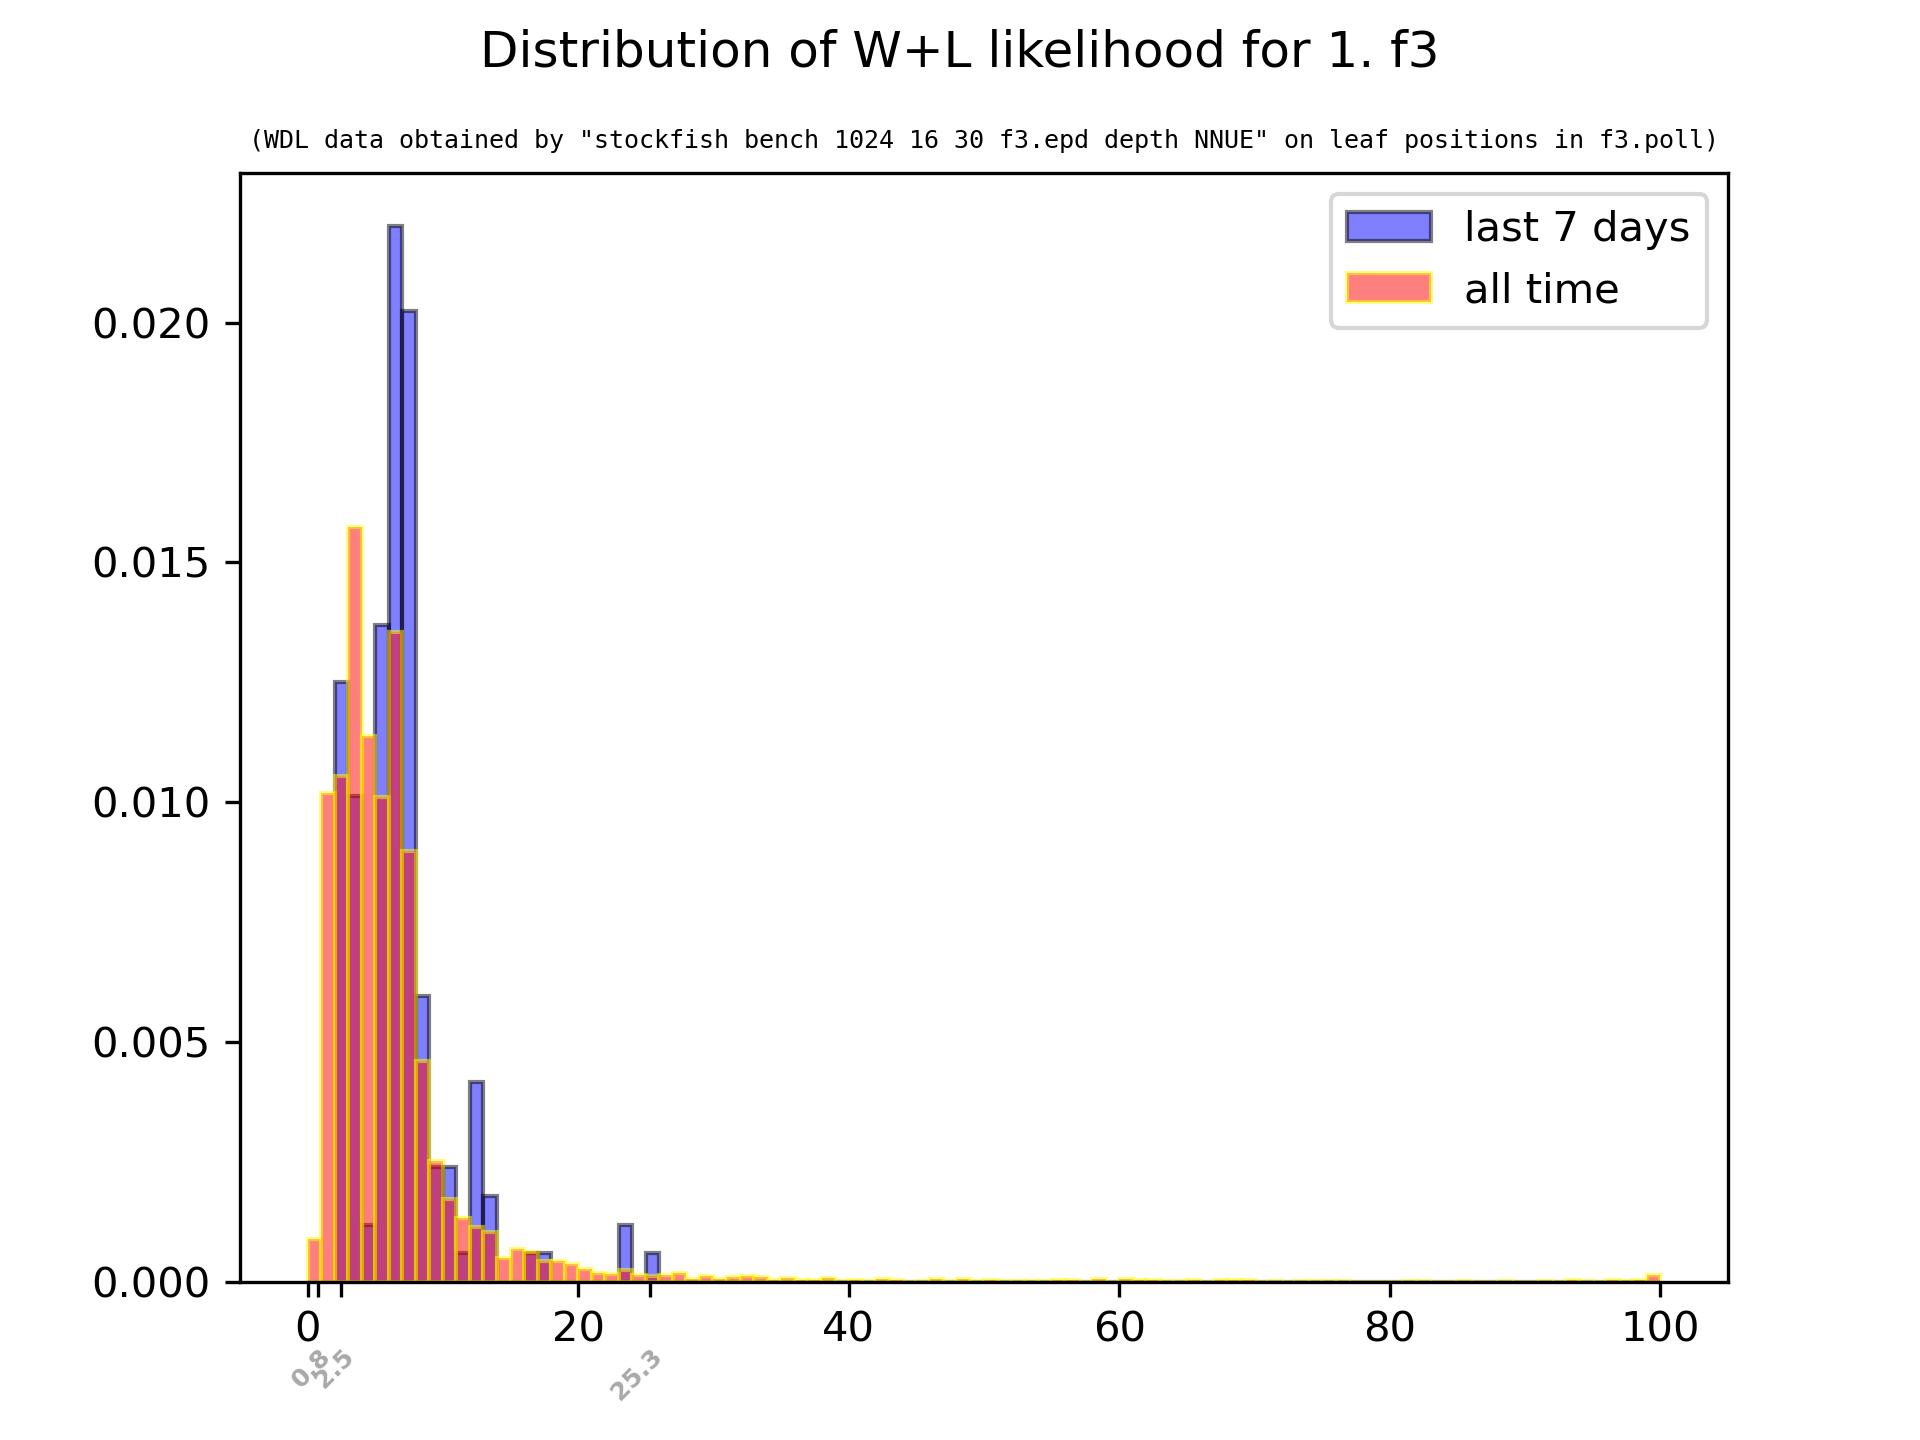 Distribution of W+L likelihood for 1. f3
(WDL data obtained by "stockfish bench 1024 16 30 f3.epd depth NNUE" on leaf positions in f3.poll)
last 7 days
all time
0.020
0.015
0.010
0.005
0.000
0 20 40 60 80 100
0.8 2.5 25.3